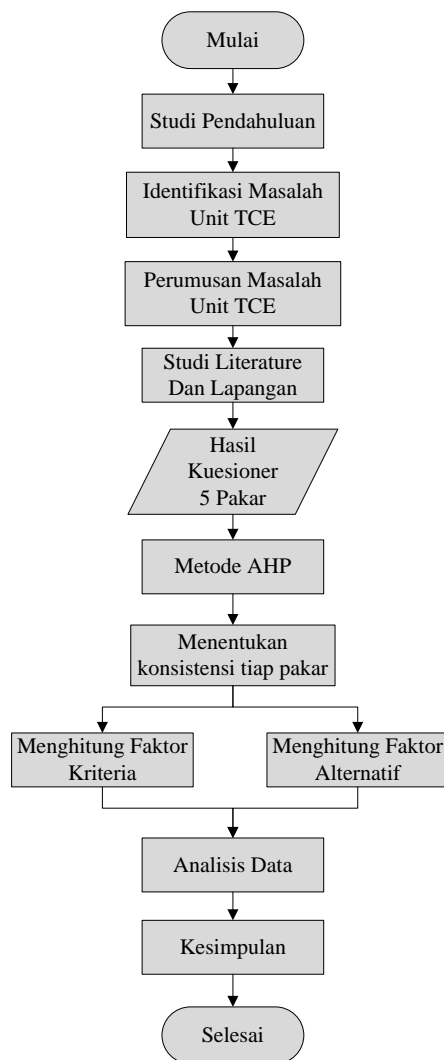 Mulai
Studi Pendahuluan
Identifikasi Masalah
Unit TCE
Perumusan Masalah
Unit TCE
Studi Literature
Dan Lapangan
Hasil
Kuesioner
5 Pakar
Metode AHP
Menentukan
konsistensi tiap pakar
Menghitung Faktor
Kriteria
Menghitung Faktor
Alternatif
Analisis Data
Kesimpulan
Selesai